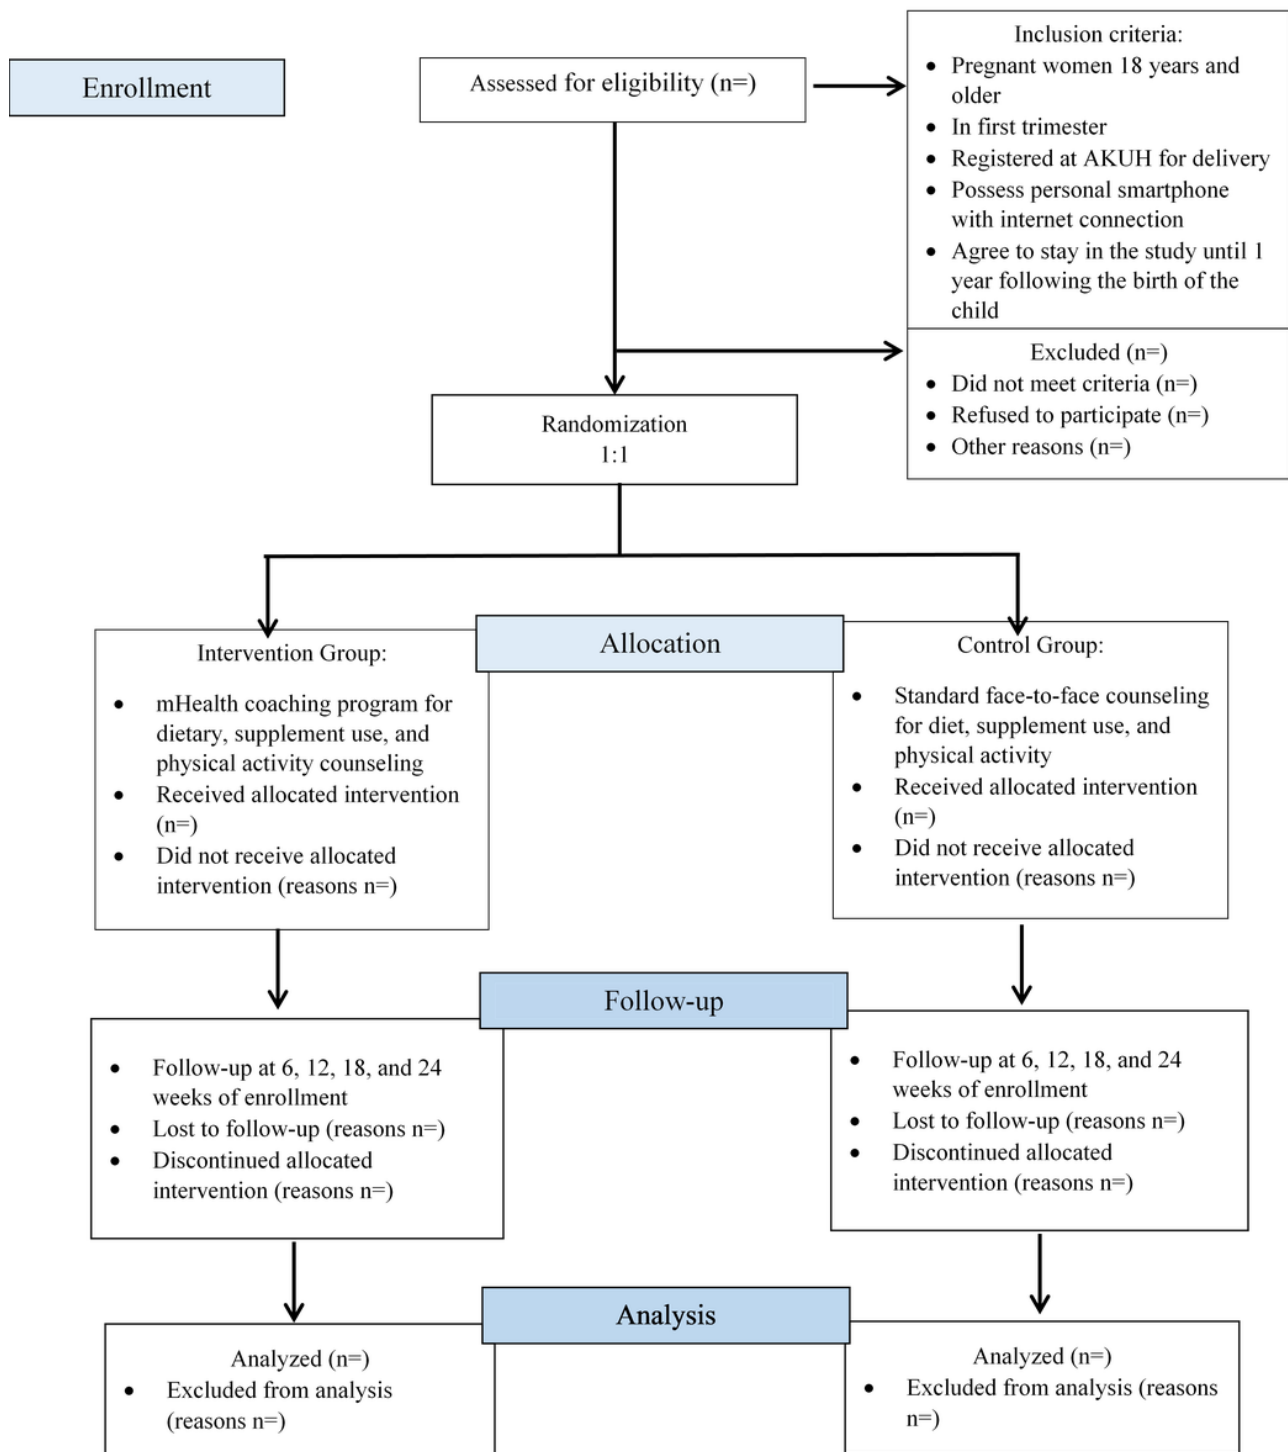 Enrollment
Assessed for eligibility (n=)
Inclusion criteria:
• Pregnant women 18 years and
older
• In first trimester
• Registered at AKUH for delivery
• Possess personal smartphone
with internet connection
• Agree to stay in the study until 1
year following the birth of the
child
Excluded (n=)
• Did not meet criteria (n=)
• Refused to participate (n=)
• Other reasons (n=)
Randomization
1:1
Allocation
Intervention Group:
• mHealth coaching program for
dietary, supplement use, and
physical activity counseling
• Received allocated intervention
(n=)
• Did not receive allocated
intervention (reasons n=)
Control Group:
• Standard face-to-face counseling
for diet, supplement use, and
physical activity
• Received allocated intervention
(n=)
• Did not receive allocated
intervention (reasons n=)
Follow-up
• Follow-up at 6, 12, 18, and 24
weeks of enrollment
• Lost to follow-up (reasons n=)
• Discontinued allocated
intervention (reasons n=)
• Follow-up at 6, 12, 18, and 24
weeks of enrollment
• Lost to follow-up (reasons n=)
• Discontinued allocated
intervention (reasons n=)
Analysis
Analyzed (n=)
• Excluded from analysis
(reasons n=)
Analyzed (n=)
• Excluded from analysis (reasons
n=)